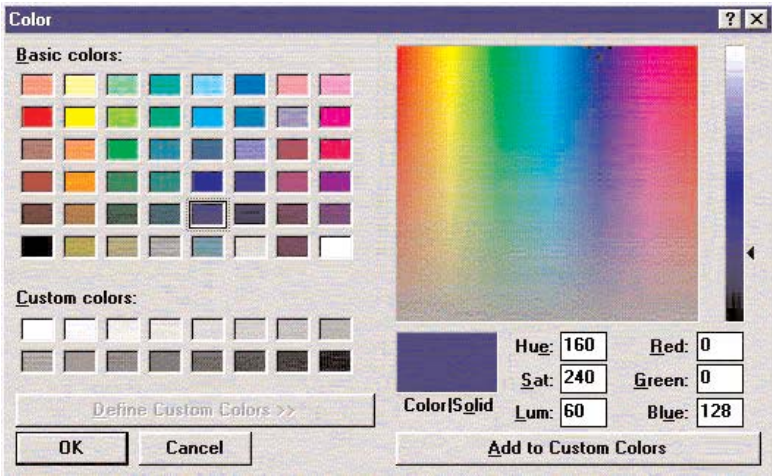 Color
Basic colors:
Custom colors:
Define Custom Colors >>
OK Cancel
Color|Solid
Hue: 160 Red: 0
Sat: 240 Green: 0
Lum: 60 Blue: 128
Add to Custom Colors